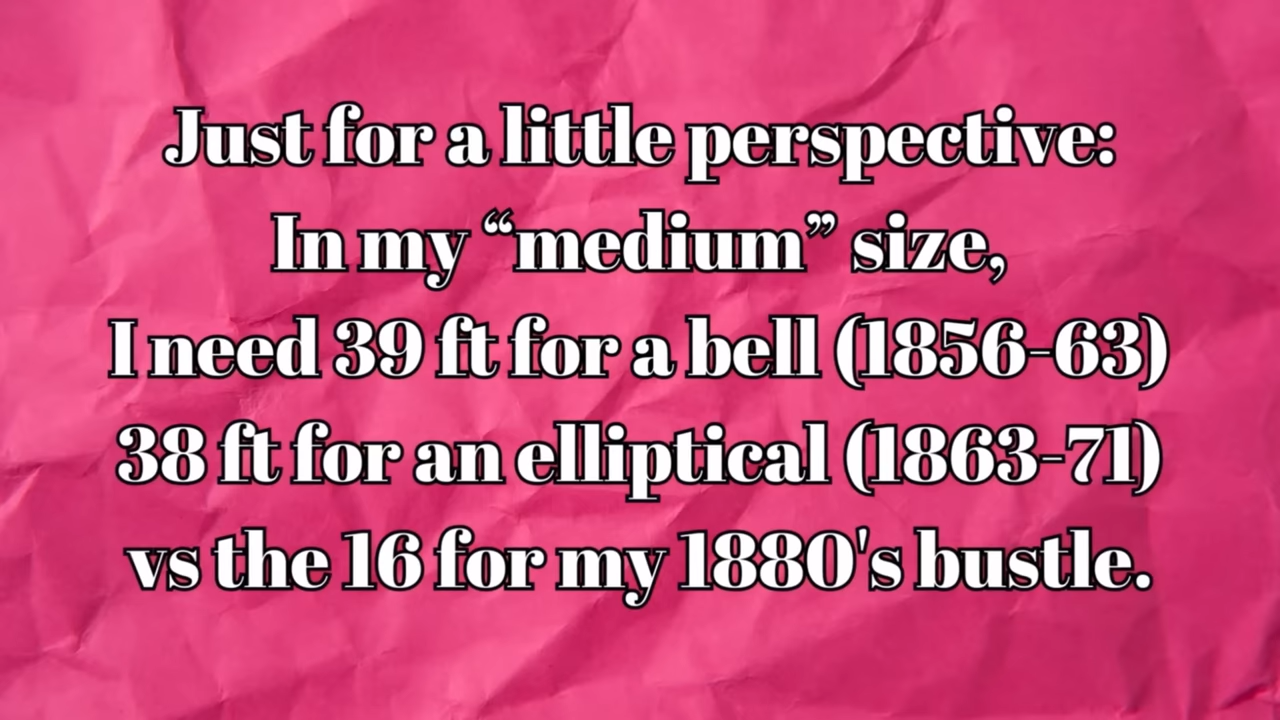 Just for a little perspective:
In my “medium” size,
I need 39 ft for a bell (1856-63)
38 ft for an elliptical (1863-71)
vs the 16 for my 1880's bustle.